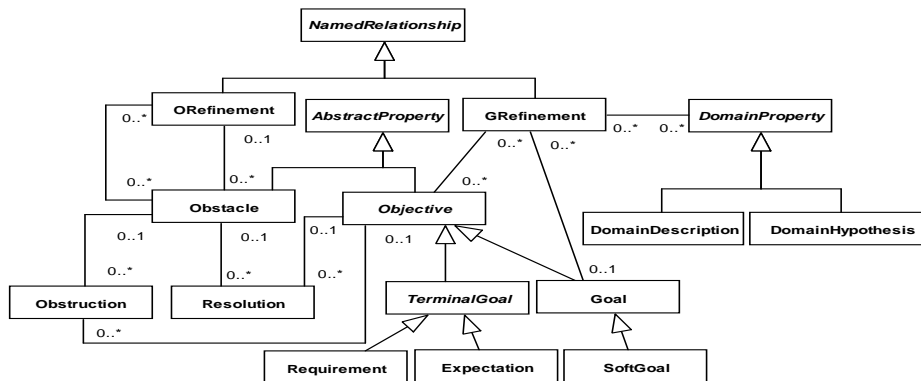 NamedRelationship
ORefinement
AbstractProperty
GRefinement
DomainProperty
0..*
0..1
0..*
0..*
0..*
0..*
0..*
0..*
0..*
Obstacle
Objective
0..1
0..1
0..1
0..1
DomainDescription
DomainHypothesis
0..*
0..*
0..*
0..1
Obstruction
Resolution
TerminalGoal
Goal
0..*
Requirement
Expectation
SoftGoal